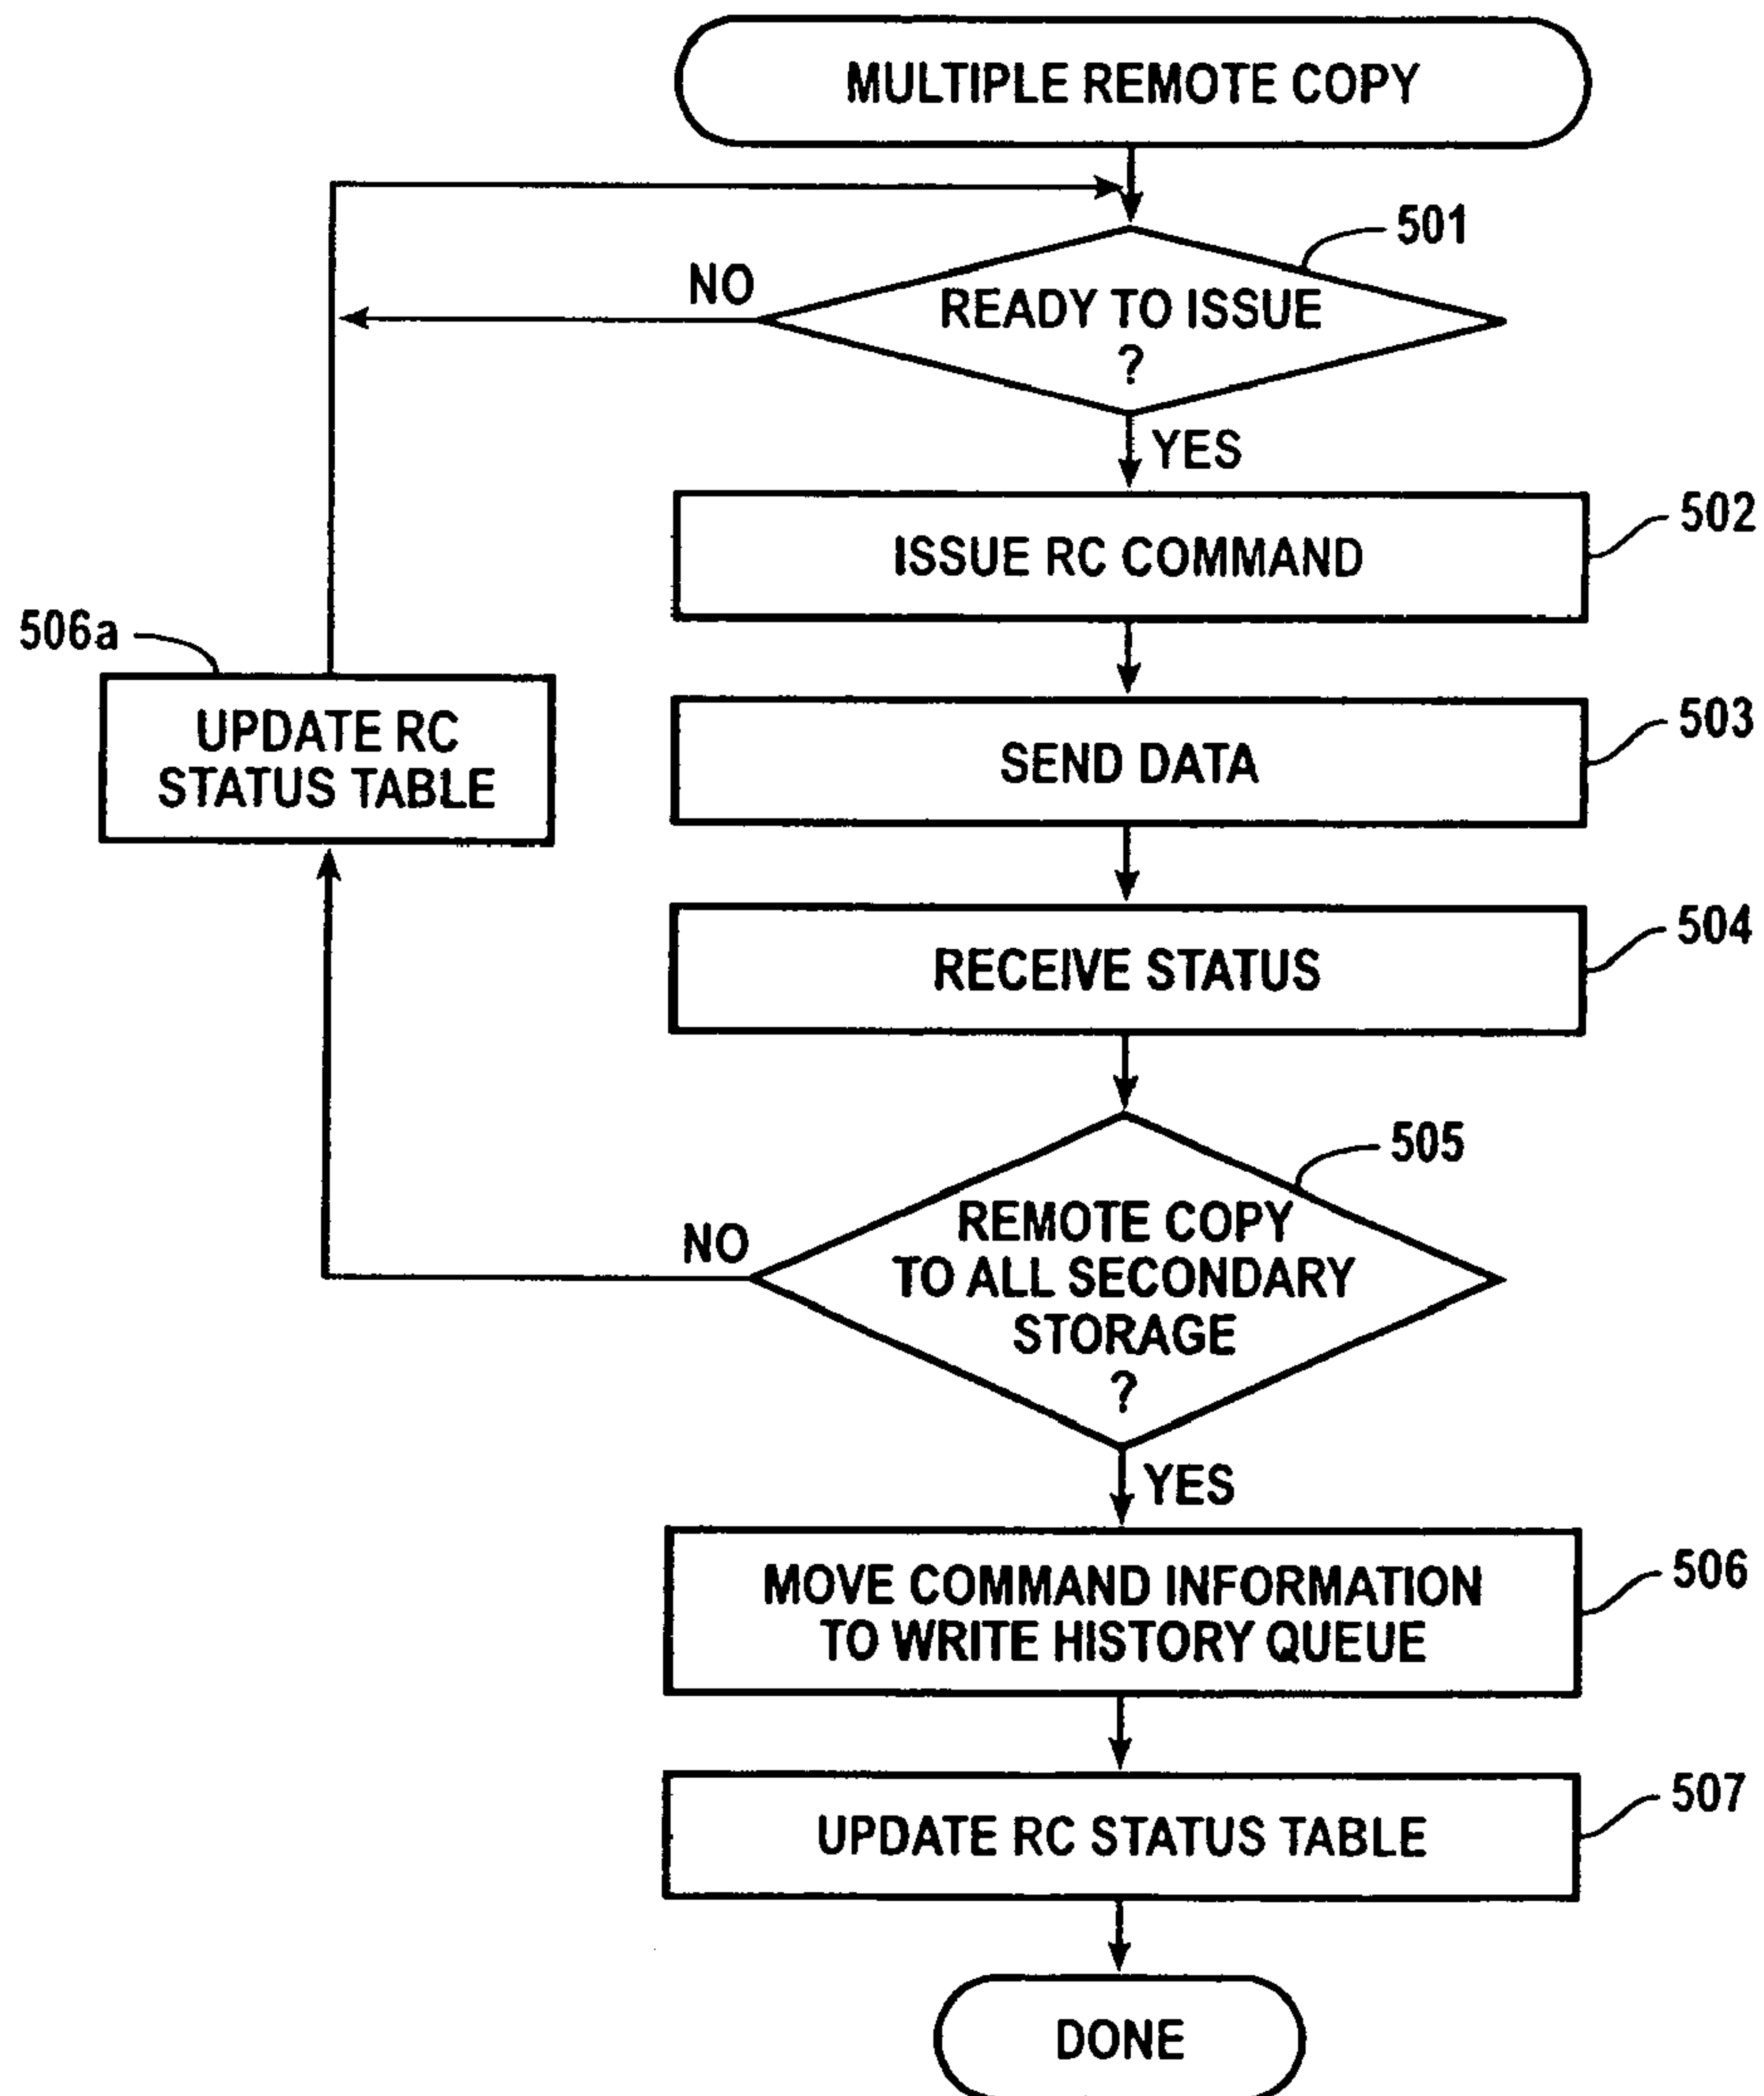 MULTIPLE REMOTE COPY
501
NO
READY TO ISSUE
?
YES
502
ISSUE RC COMMAND
506a
UPDATE RC
STATUS TABLE
503
SEND DATA
504
RECEIVE STATUS
505
NO
REMOTE COPY
TO ALL SECONDARY
STORAGE
?
YES
506
MOVE COMMAND INFORMATION
TO WRITE HISTORY QUEUE
507
UPDATE RC STATUS TABLE
DONE